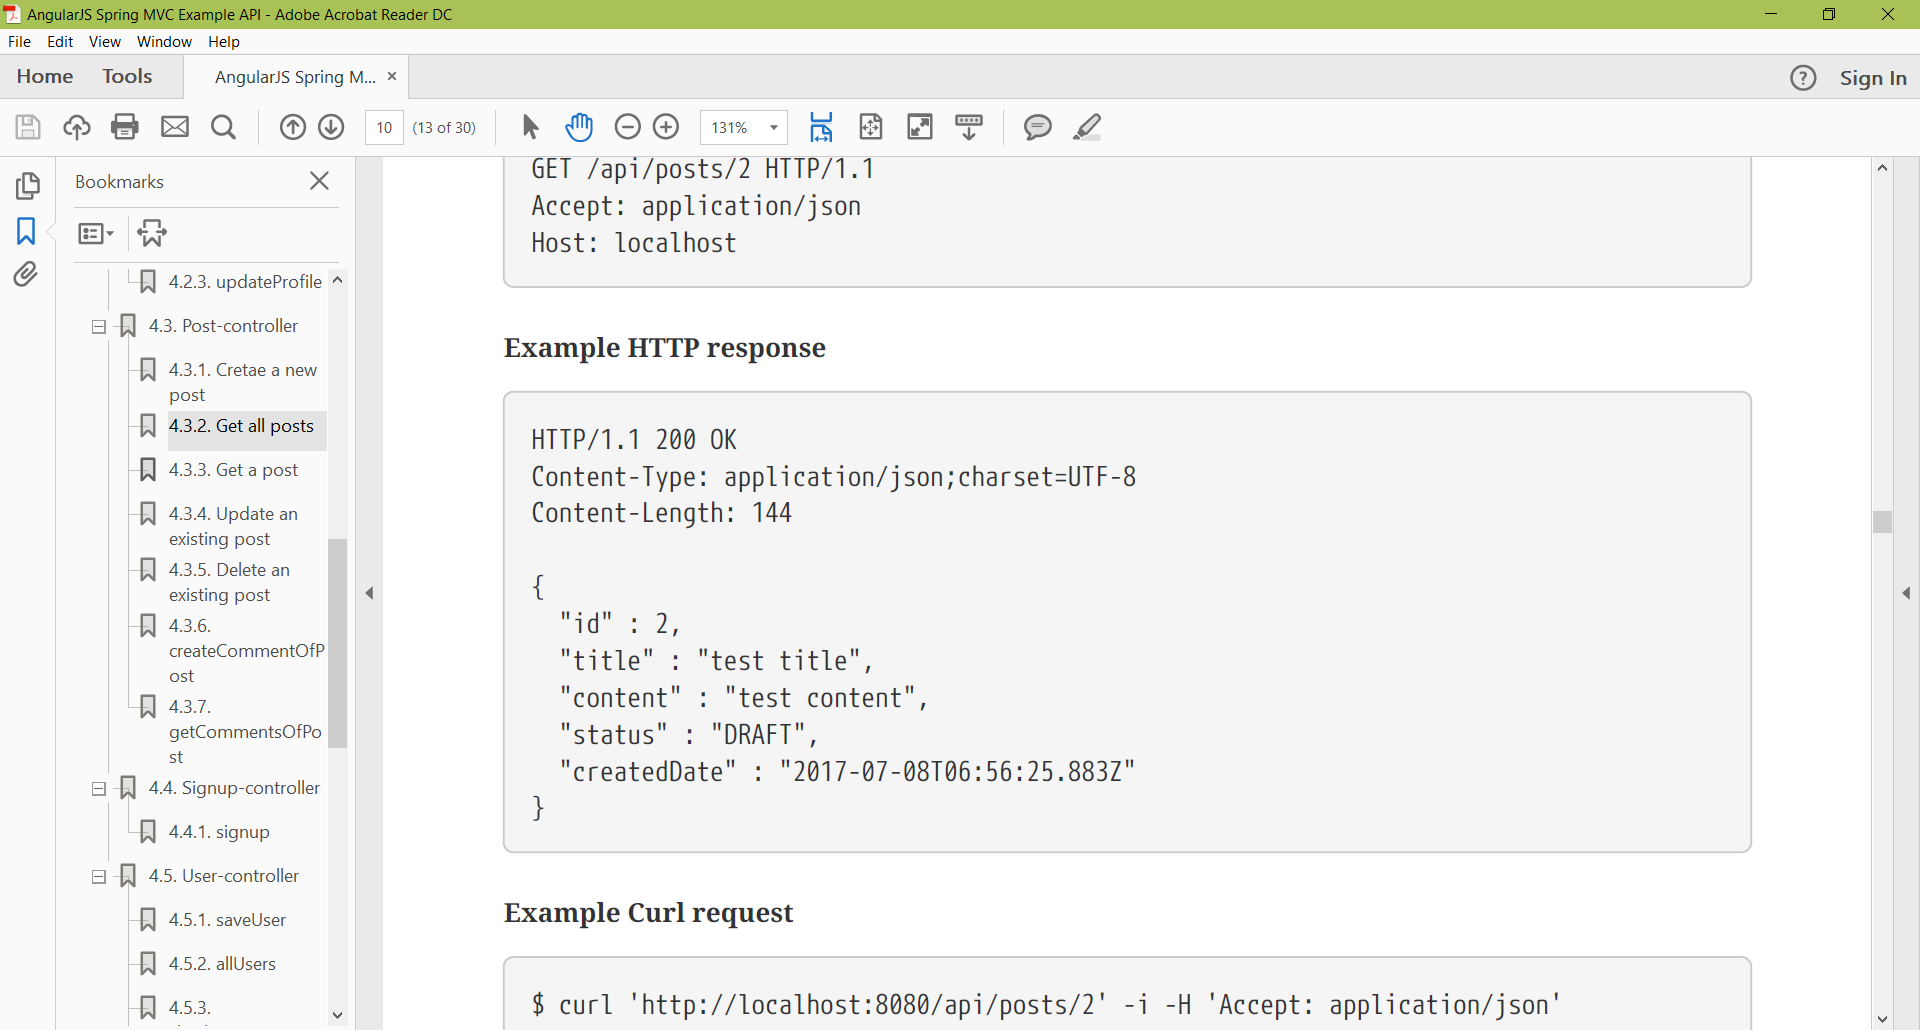 AngularJS Spring MVC Example API - Adobe Acrobat Reader DC
File Edit View Window Help
Home Tools AngularJS Spring M... × ? Sign In
10 (13 of 30) 131%
Bookmarks
4.2.3. updateProfile
4.3. Post-controller
4.3.1. Cretae a new
post
4.3.2. Get all posts
4.3.3. Get a post
4.3.4. Update an
existing post
4.3.5. Delete an
existing post
4.3.6.
createCommentOfP
ost
4.3.7.
getCommentsOfPo
st
4.4. Signup-controller
4.4.1. signup
4.5. User-controller
4.5.1. saveUser
4.5.2. allUsers
4.5.3.
GET /api/posts/2 HTTP/1.1
Accept: application/json
Host: localhost
Example HTTP response
HTTP/1.1 200 OK
Content-Type: application/json;charset=UTF-8
Content-Length: 144
{
"id" : 2,
"title" : "test title",
"content" : "test content",
"status" : "DRAFT",
"createdDate" : "2017-07-08T06:56:25.883Z"
}
Example Curl request
$ curl 'http://localhost:8080/api/posts/2' -i -H 'Accept: application/json'